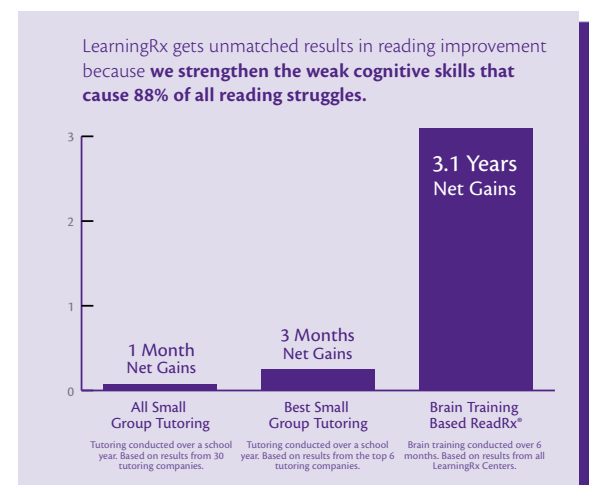 LearningRx gets unmatched results in reading improvement
because we strengthen the weak cognitive skills that
cause 88% of all reading struggles.
3
2
1
0
1 Month
Net Gains
3 Months
Net Gains
3.1 Years
Net Gains
All Small
Group Tutoring
Tutoring conducted over a school
year. Based on results from 30
tutoring companies.
Best Small
Group Tutoring
Tutoring conducted over a school
year. Based on results from the top 6
tutoring companies.
Brain Training
Based ReadRx®
Brain training conducted over 6
months. Based on results from all
LearningRx Centers.